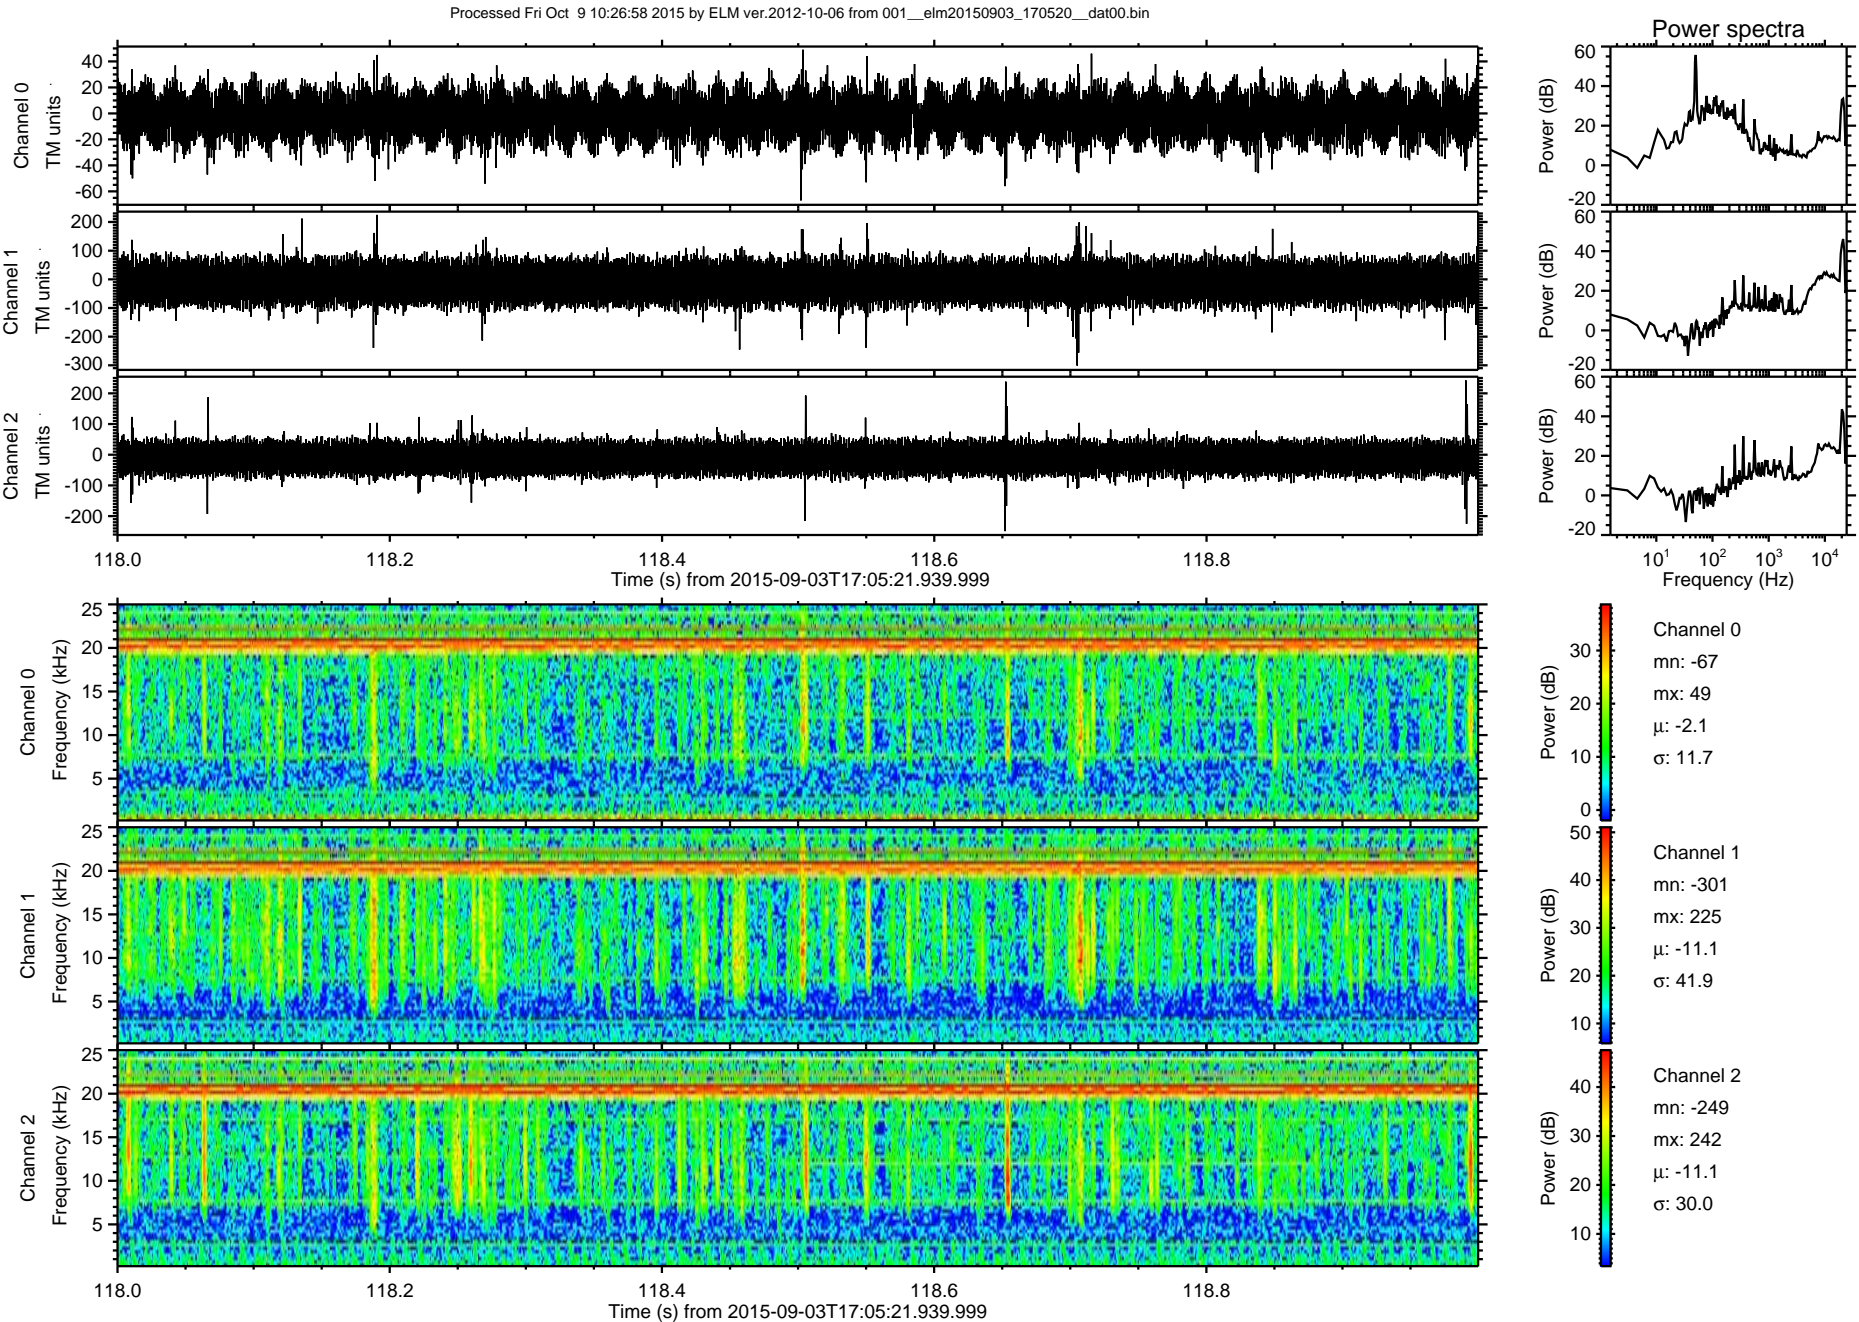 Processed Fri Oct  9 10:26:58 2015 by ELM ver.2012-10-06 from 001__elm20150903_170520__dat00.bin
Power spectra
Channel 0
TM units
40
20
0
-20
-40
-60
Power (dB)
60
40
20
0
-20
Channel 1
TM units
200
100
0
-100
-200
-300
Power (dB)
60
40
20
0
-20
Channel 2
TM units
200
100
0
-100
-200
Power (dB)
60
40
20
0
-20
118.0 118.2 118.4 118.6 118.8
Time (s) from 2015-09-03T17:05:21.939.999
10^1 10^2 10^3 10^4
Frequency (Hz)
Channel 0
Frequency (kHz)
25
20
15
10
5
Power (dB)
30
20
10
0
Channel 0
mn: -67
mx: 49
μ: -2.1
σ: 11.7
Channel 1
Frequency (kHz)
25
20
15
10
5
Power (dB)
50
40
30
20
10
Channel 1
mn: -301
mx: 225
μ: -11.1
σ: 41.9
Channel 2
Frequency (kHz)
25
20
15
10
5
Power (dB)
40
30
20
10
Channel 2
mn: -249
mx: 242
μ: -11.1
σ: 30.0
118.0 118.2 118.4 118.6 118.8
Time (s) from 2015-09-03T17:05:21.939.999